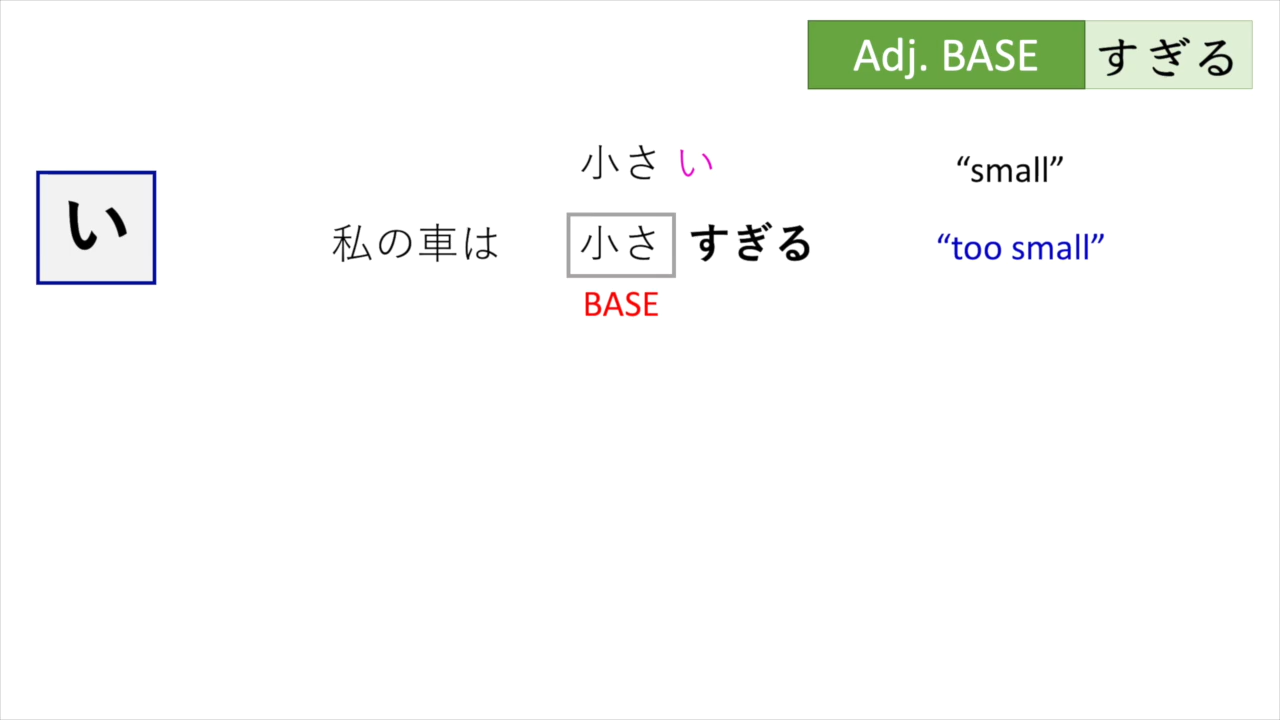 Adj. BASE すぎる
小さい “small”
い
私の車は 小さ すぎる “too small”
BASE